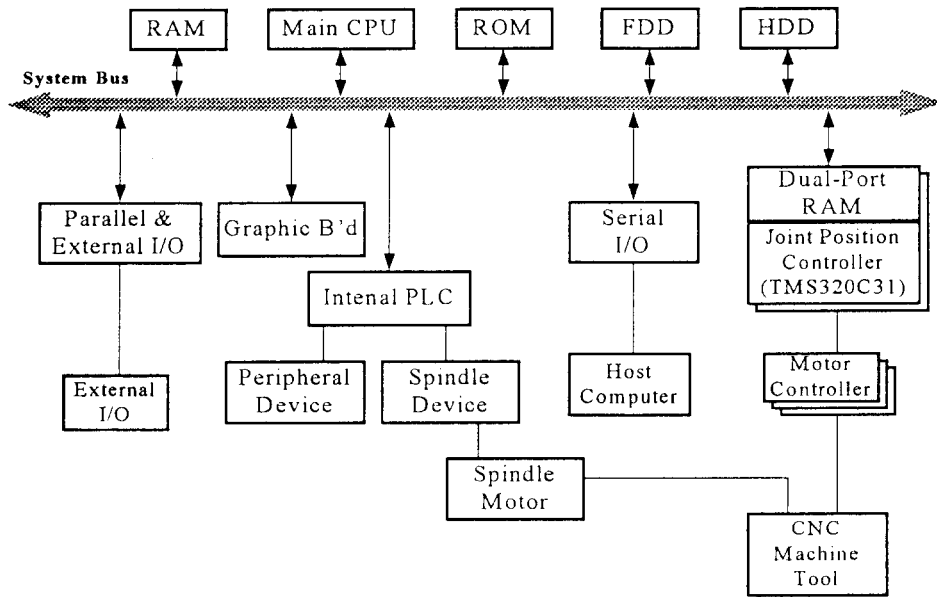 RAM
Main CPU
ROM
FDD
HDD
System Bus
Parallel &
External I/O
Graphic B'd
Serial
I/O
Dual-Port
RAM
Joint Position
Controller
(TMS320C31)
Intenal PLC
External
I/O
Peripheral
Device
Spindle
Device
Host
Computer
Motor
Controller
Spindle
Motor
CNC
Machine
Tool